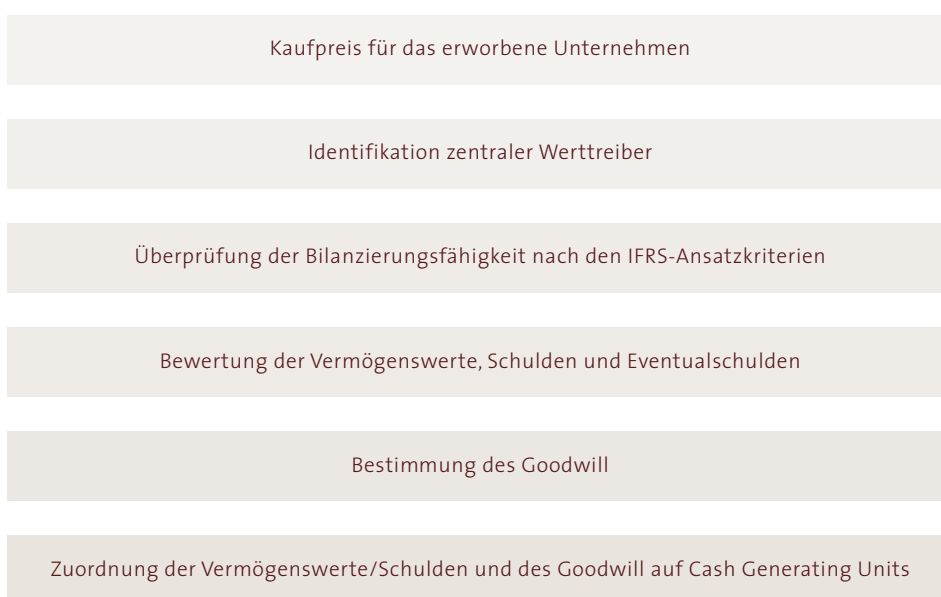 Kaufpreis für das erworbene Unternehmen
Identifikation zentraler Werttreiber
Überprüfung der Bilanzierungsfähigkeit nach den IFRS-Ansatzkriterien
Bewertung der Vermögenswerte, Schulden und Eventualschulden
Bestimmung des Goodwill
Zuordnung der Vermögenswerte/Schulden und des Goodwill auf Cash Generating Units